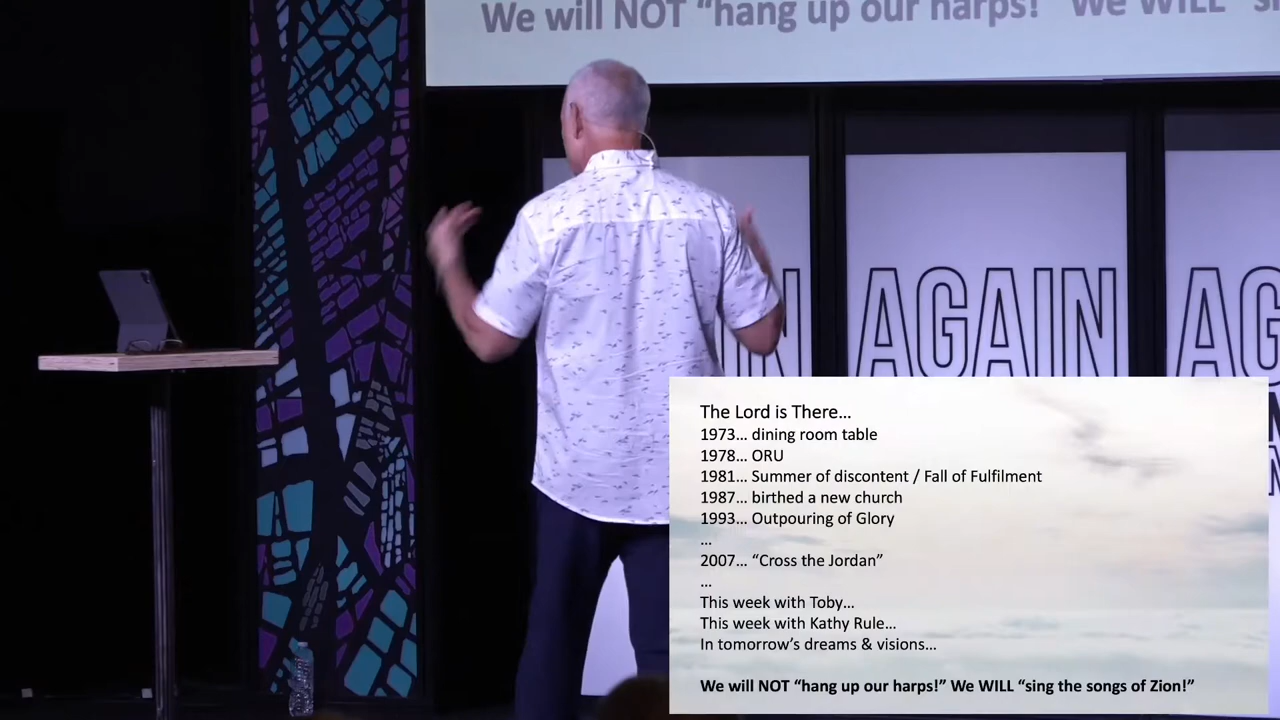 We will NOT “hang up our harps!” We WILL “si
IN
AGAIN
AG
The Lord is There…
1973… dining room table
1978… ORU
1981… Summer of discontent / Fall of Fulfilment
1987… birthed a new church
1993… Outpouring of Glory
…
2007… “Cross the Jordan”
…
This week with Toby…
This week with Kathy Rule…
In tomorrow’s dreams & visions…
We will NOT “hang up our harps!” We WILL “sing the songs of Zion!”